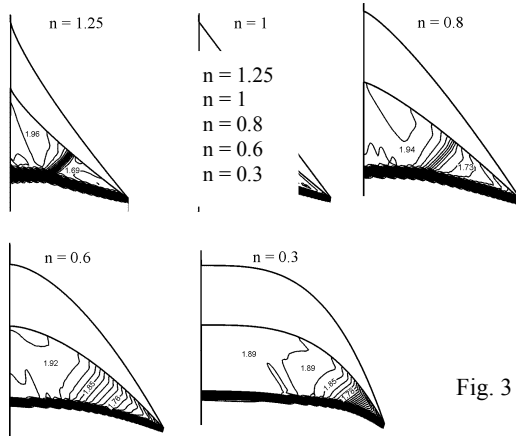 n = 1.25
n = 1
n = 0.8
n = 1.25
n = 1
n = 0.8
n = 0.6
n = 0.3
1.96
1.69
1.94
1.73
n = 0.6
n = 0.3
1.92
1.85
1.76
1.89
1.89
1.85
Fig. 3